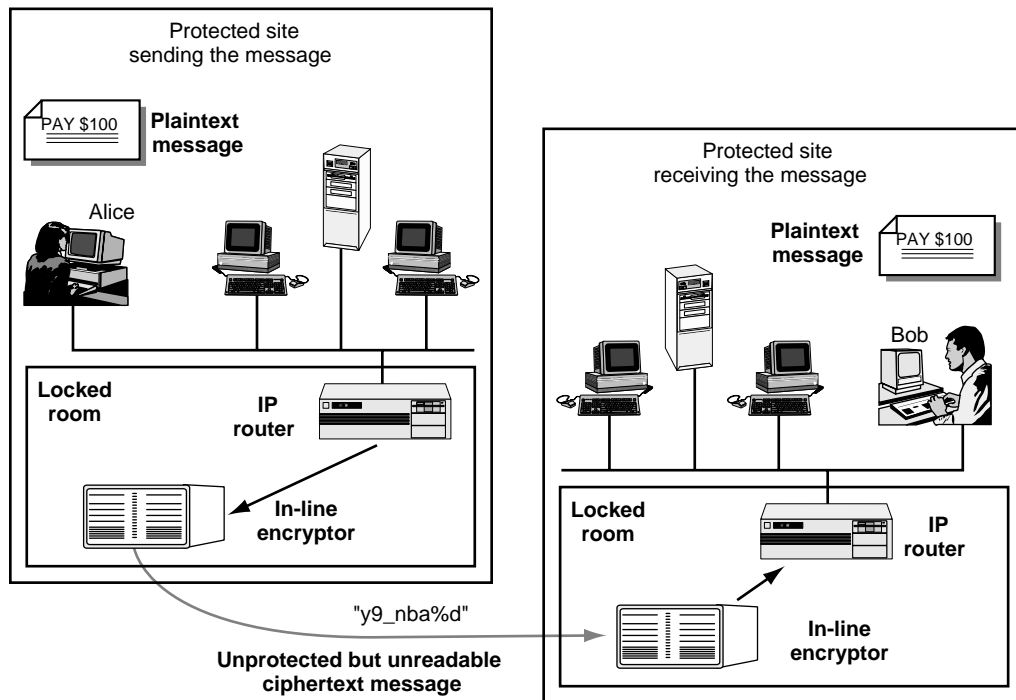 Protected site
sending the message
PAY $100
Plaintext
message
Alice
Locked
room
IP
router
In-line
encryptor
"y9_nba%d"
Unprotected but unreadable
ciphertext message
Protected site
receiving the message
Plaintext
message
PAY $100
Bob
Locked
room
IP
router
In-line
encryptor